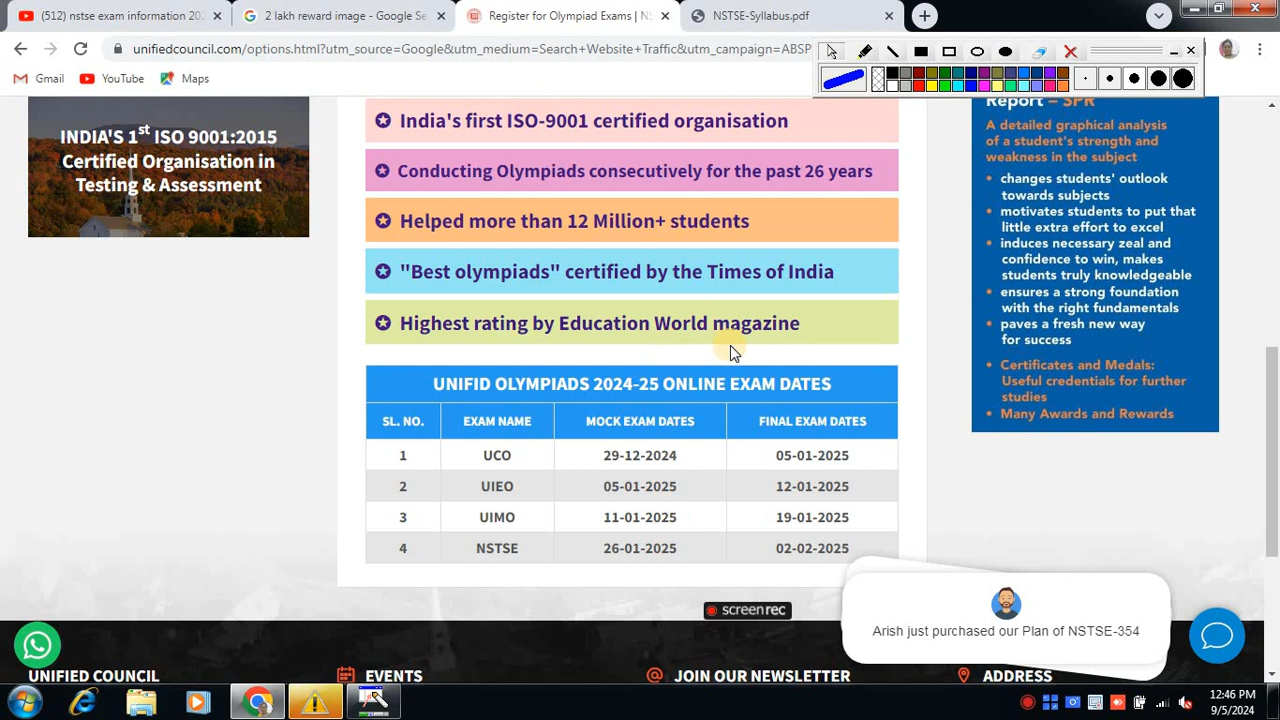 (512) nstse exam information 202
2 lakh reward image - Google Se
Register for Olympiad Exams | NS
NSTSE-Syllabus.pdf
unifiedcouncil.com/options.html?utm_source=Google&utm_medium=Search+Website+Traffic&utm_campaign=ABSP
Gmail
YouTube
Maps
INDIA'S 1st ISO 9001:2015
Certified Organisation in
Testing & Assessment
India's first ISO-9001 certified organisation
Conducting Olympiads consecutively for the past 26 years
Helped more than 12 Million+ students
"Best olympiads" certified by the Times of India
Highest rating by Education World magazine
UNIFID OLYMPIADS 2024-25 ONLINE EXAM DATES
SL. NO. EXAM NAME MOCK EXAM DATES FINAL EXAM DATES
1 UCO 29-12-2024 05-01-2025
2 UIEO 05-01-2025 12-01-2025
3 UIMO 11-01-2025 19-01-2025
4 NSTSE 26-01-2025 02-02-2025
Report – SPR
A detailed graphical analysis
of a student's strength and
weakness in the subject
• changes students' outlook
towards subjects
• motivates students to put that
little extra effort to excel
• induces necessary zeal and
confidence to win, makes
students truly knowledgeable
• ensures a strong foundation
with the right fundamentals
• paves a fresh new way
for success
• Certificates and Medals:
Useful credentials for further
studies
• Many Awards and Rewards
screenrec
Arish just purchased our Plan of NSTSE-354
UNIFIED COUNCIL
EVENTS
JOIN OUR NEWSLETTER
ADDRESS
12:46 PM
9/5/2024